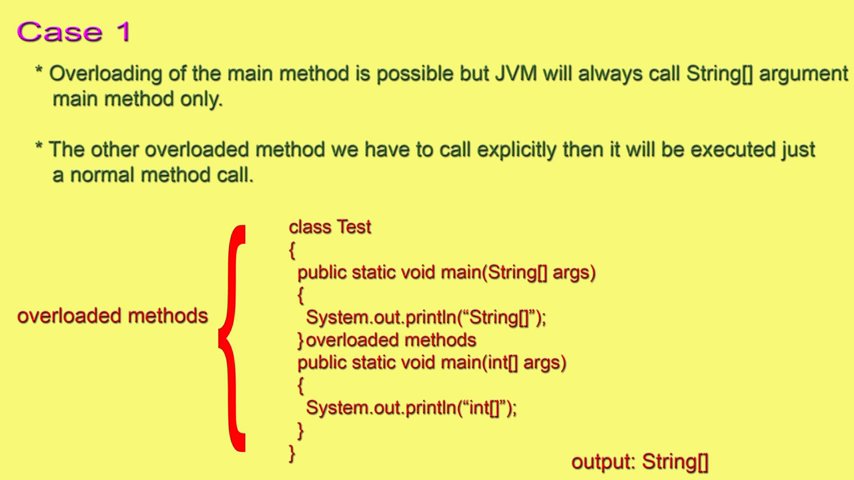 Case 1
* Overloading of the main method is possible but JVM will always call String[] argument
main method only.
* The other overloaded method we have to call explicitly then it will be executed just
a normal method call.
class Test
{
public static void main(String[] args)
{
System.out.println(“String[]”);
} overloaded methods
public static void main(int[] args)
{
System.out.println(“int[]”);
}
}
overloaded methods {
output: String[]